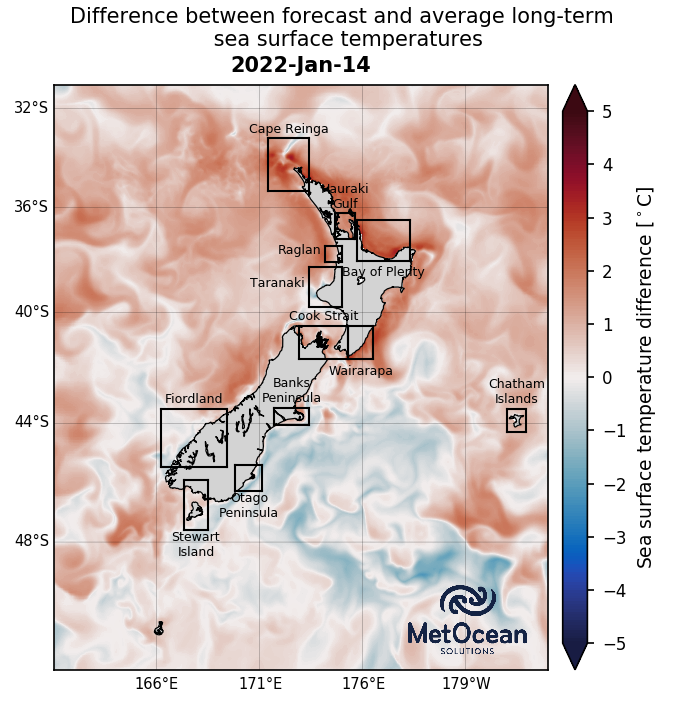 Difference between forecast and average long-term
sea surface temperatures
2022-Jan-14
32°S
36°S
40°S
44°S
48°S
166°E
171°E
176°E
179°W
Cape Reinga
Hauraki
Gulf
Raglan
Bay of Plenty
Taranaki
Cook Strait
Wairarapa
Banks
Peninsula
Fiordland
Chatham
Islands
Otago
Peninsula
Stewart
Island
MetOcean
SOLUTIONS
5
4
3
2
1
0
−1
−2
−3
−4
−5
Sea surface temperature difference [°C]